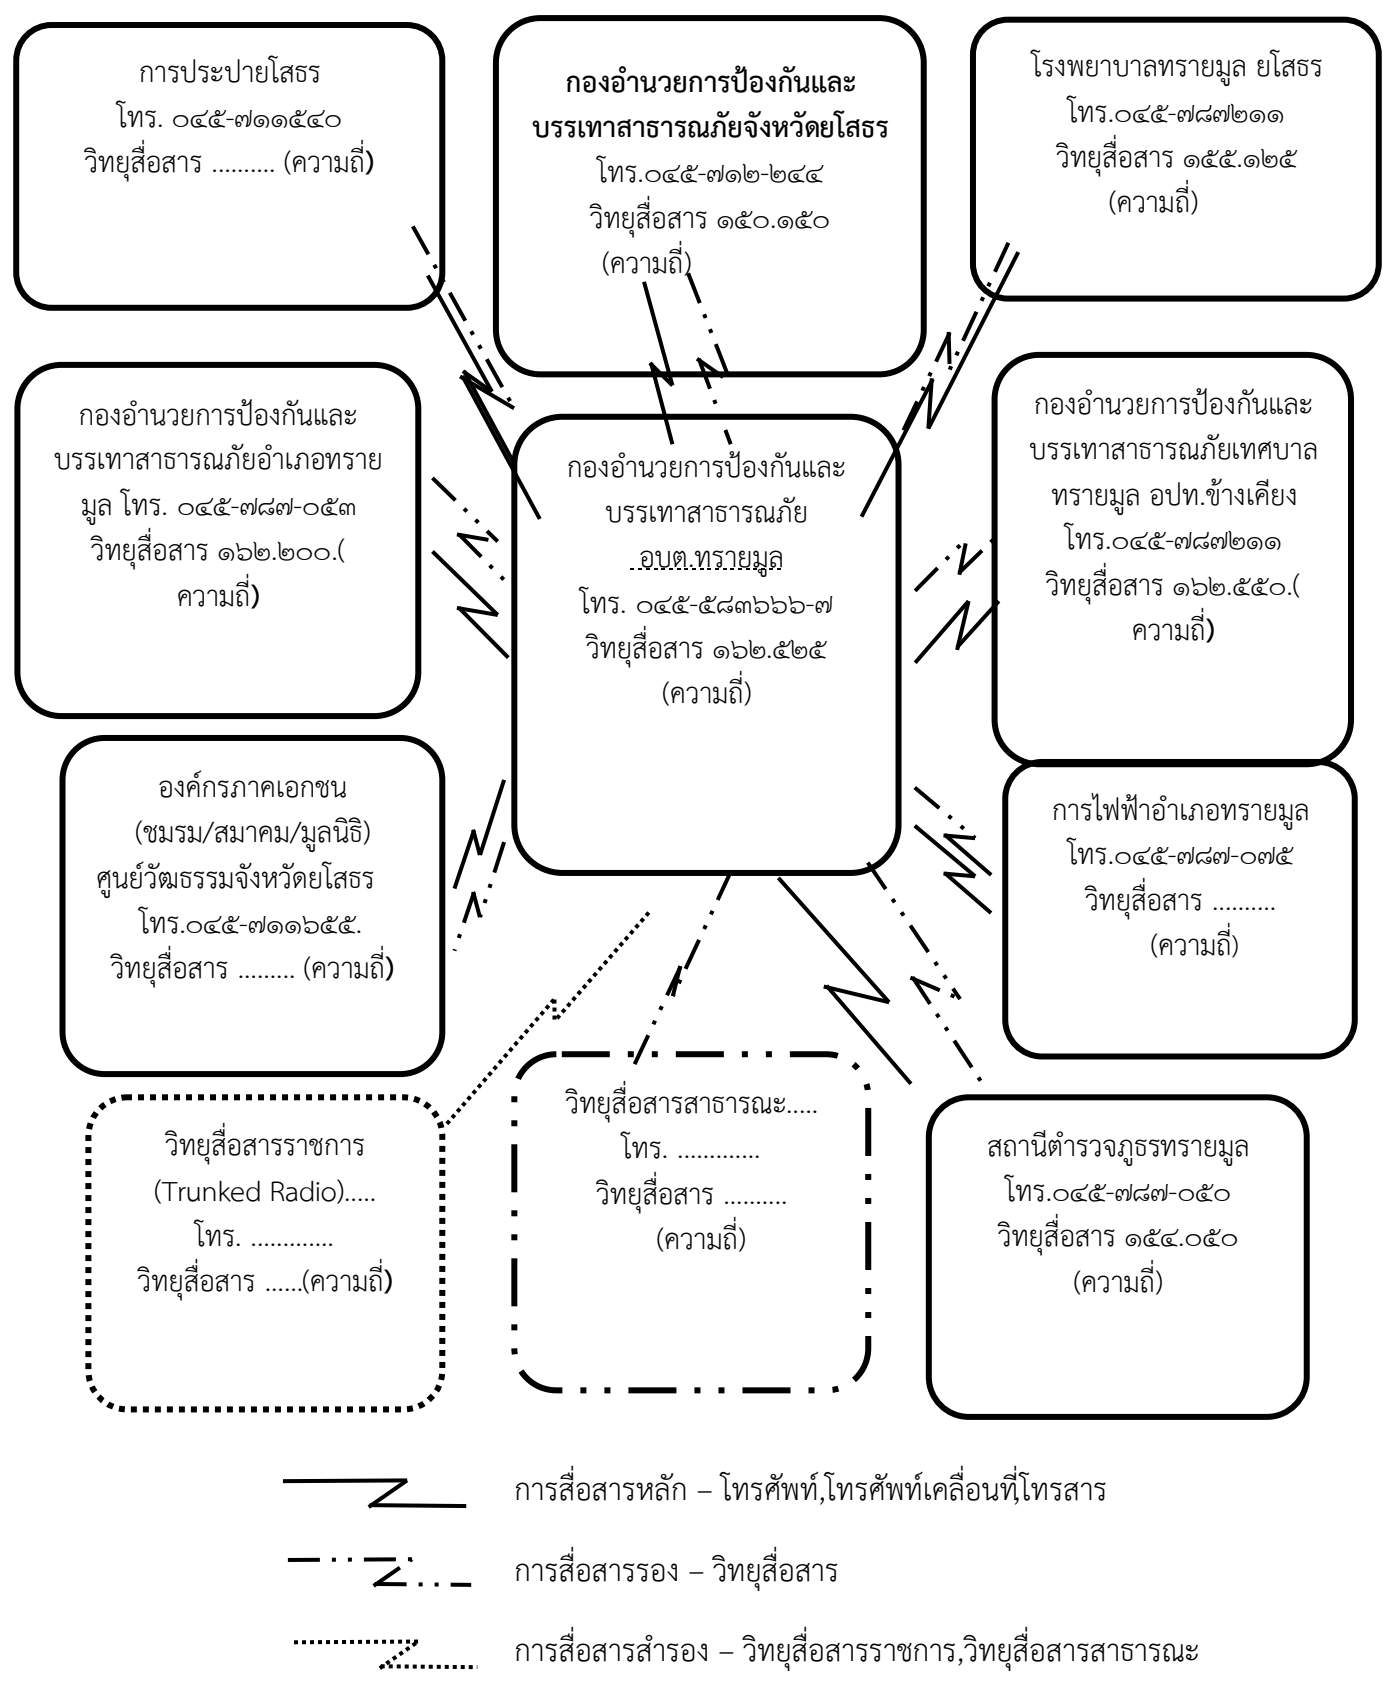 การประปายโสธร
โทร. ๐๔๕-๗๑๑๕๔๐
วิทยุสื่อสาร .......... (ความถี่)
กองอำนวยการป้องกันและ
บรรเทาสาธารณภัยจังหวัดยโสธร
โทร.๐๔๕-๗๑๒-๒๔๔
วิทยุสื่อสาร ๑๕๐.๑๕๐
(ความถี่)
โรงพยาบาลทรายมูล ยโสธร
โทร.๐๔๕-๗๘๗๒๑๑
วิทยุสื่อสาร ๑๕๕.๑๒๕
(ความถี่)
กองอำนวยการป้องกันและ
บรรเทาสาธารณภัยอำเภอทราย
มูล โทร. ๐๔๕-๗๘๗-๐๕๓
วิทยุสื่อสาร ๑๖๒.๒๐๐.(
ความถี่)
กองอำนวยการป้องกันและ
บรรเทาสาธารณภัย
อบต.ทรายมูล
โทร. ๐๔๕-๕๘๓๖๖๖-๗
วิทยุสื่อสาร ๑๖๒.๕๒๕
(ความถี่)
กองอำนวยการป้องกันและ
บรรเทาสาธารณภัยเทศบาล
ทรายมูล อปท.ข้างเคียง
โทร.๐๔๕-๗๘๗๒๑๑
วิทยุสื่อสาร ๑๖๒.๕๕๐.(
ความถี่)
องค์กรภาคเอกชน
(ชมรม/สมาคม/มูลนิธิ)
ศูนย์วัฒธรรมจังหวัดยโสธร
โทร.๐๔๕-๗๑๑๖๕๕.
วิทยุสื่อสาร ......... (ความถี่)
การไฟฟ้าอำเภอทรายมูล
โทร.๐๔๕-๗๘๗-๐๗๕
วิทยุสื่อสาร ..........
(ความถี่)
วิทยุสื่อสารราชการ
(Trunked Radio).....
โทร. .............
วิทยุสื่อสาร ......(ความถี่)
วิทยุสื่อสารสาธารณะ.....
โทร. .............
วิทยุสื่อสาร ..........
(ความถี่)
สถานีตำรวจภูธรทรายมูล
โทร.๐๔๕-๗๘๗-๐๕๐
วิทยุสื่อสาร ๑๕๔.๐๕๐
(ความถี่)
การสื่อสารหลัก – โทรศัพท์,โทรศัพท์เคลื่อนที่,โทรสาร
การสื่อสารรอง – วิทยุสื่อสาร
การสื่อสารสำรอง – วิทยุสื่อสารราชการ,วิทยุสื่อสารสาธารณะ